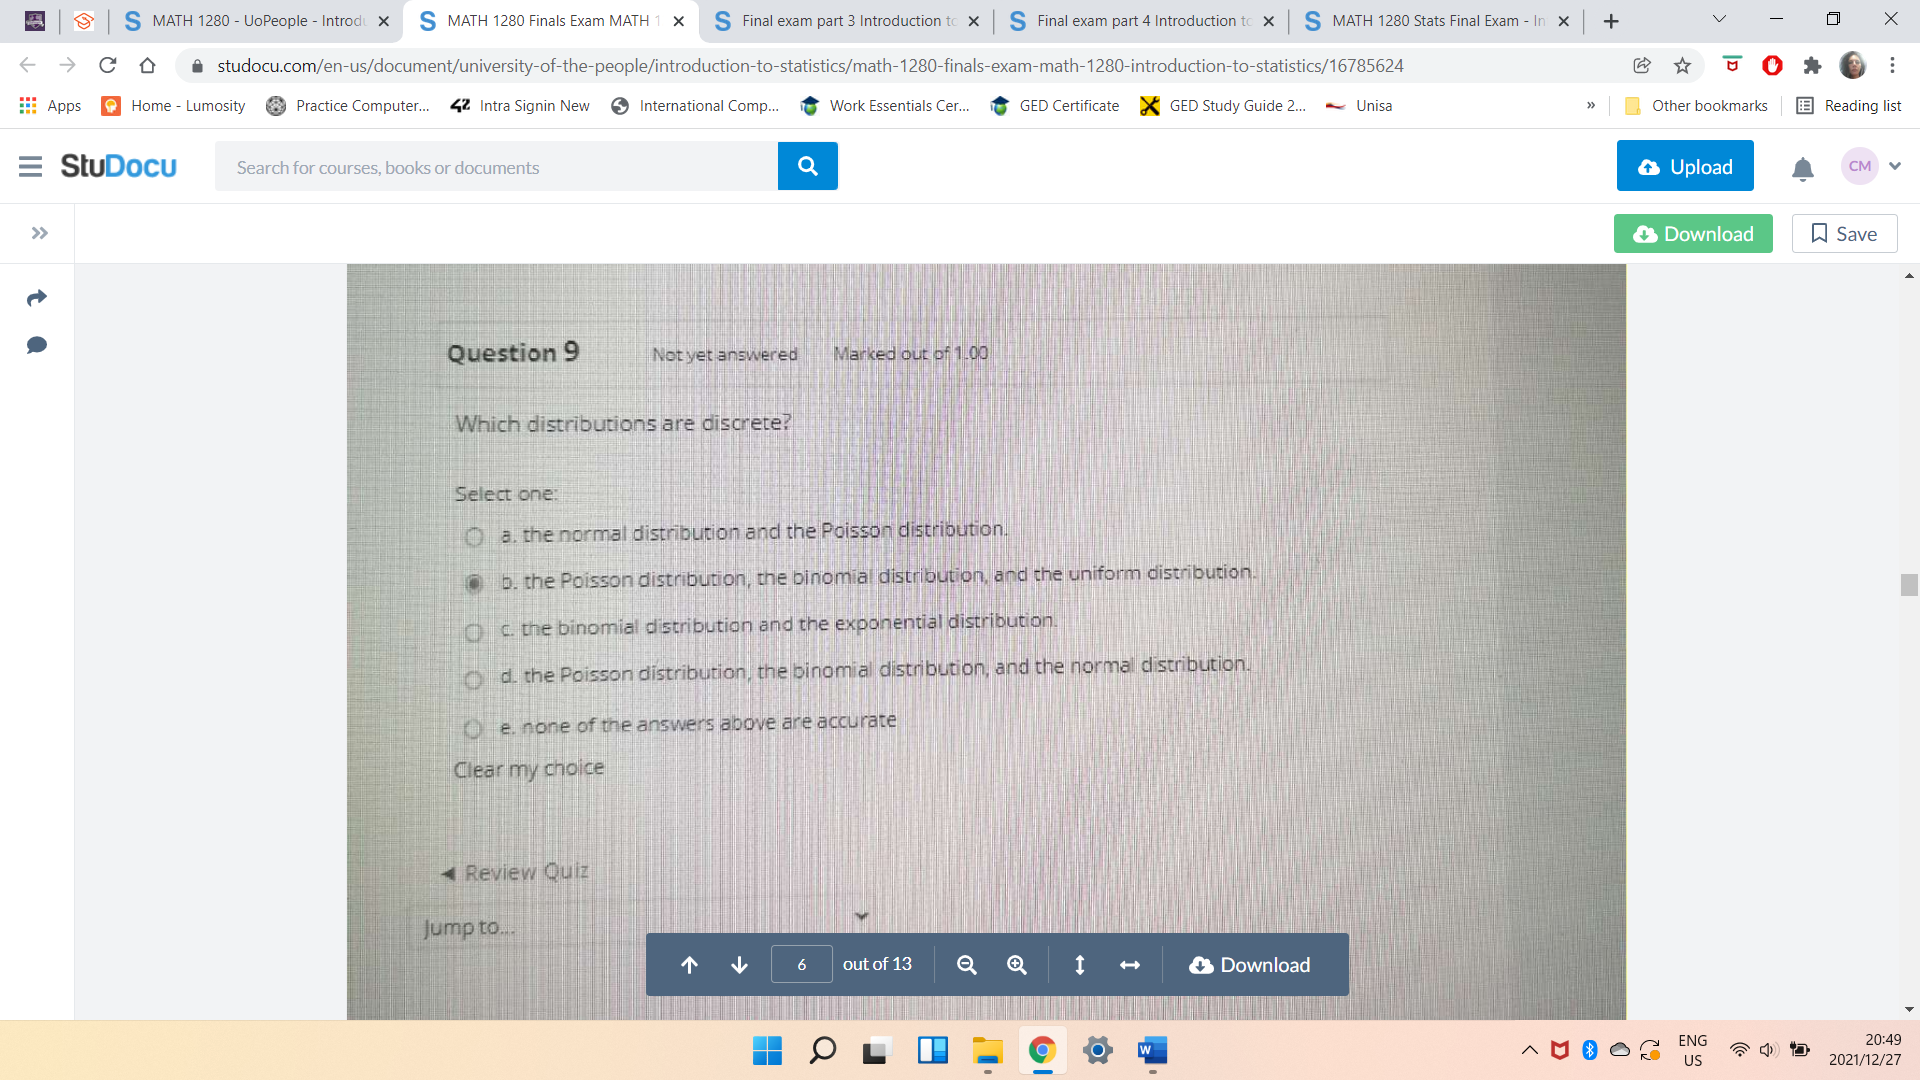 MATH 1280 - UoPeople - Introdu
MATH 1280 Finals Exam MATH 1
Final exam part 3 Introduction to
Final exam part 4 Introduction to
MATH 1280 Stats Final Exam - In
studocu.com/en-us/document/university-of-the-people/introduction-to-statistics/math-1280-finals-exam-math-1280-introduction-to-statistics/16785624
Apps
Home - Lumosity
Practice Computer...
Intra Signin New
International Comp...
Work Essentials Cer...
GED Certificate
GED Study Guide 2...
Unisa
»
Other bookmarks
Reading list
StuDocu
Search for courses, books or documents
Upload
CM
Download
Save
Question 9 Not yet answered Marked out of 1.00
Which distributions are discrete?
Select one:
a. the normal distribution and the Poisson distribution.
b. the Poisson distribution, the binomial distribution, and the uniform distribution.
c. the binomial distribution and the exponential distribution.
d. the Poisson distribution, the binomial distribution, and the normal distribution.
e. none of the answers above are accurate
Clear my choice
◄ Review Quiz
Jump to...
6 out of 13
Download
ENG
US
20:49
2021/12/27